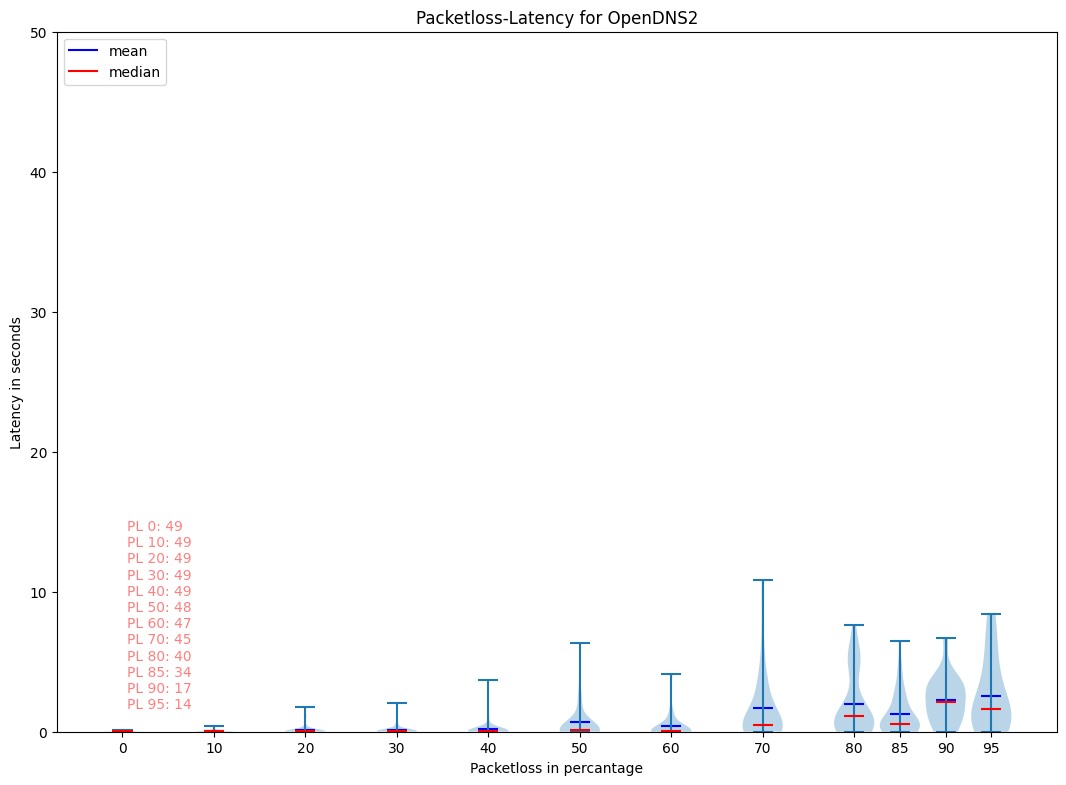 Packetloss-Latency for OpenDNS2
mean
median
50
40
30
20
10
0
Latency in seconds
PL 0: 49
PL 10: 49
PL 20: 49
PL 30: 49
PL 40: 49
PL 50: 48
PL 60: 47
PL 70: 45
PL 80: 40
PL 85: 34
PL 90: 17
PL 95: 14
0 10 20 30 40 50 60 70 80 85 90 95
Packetloss in percantage